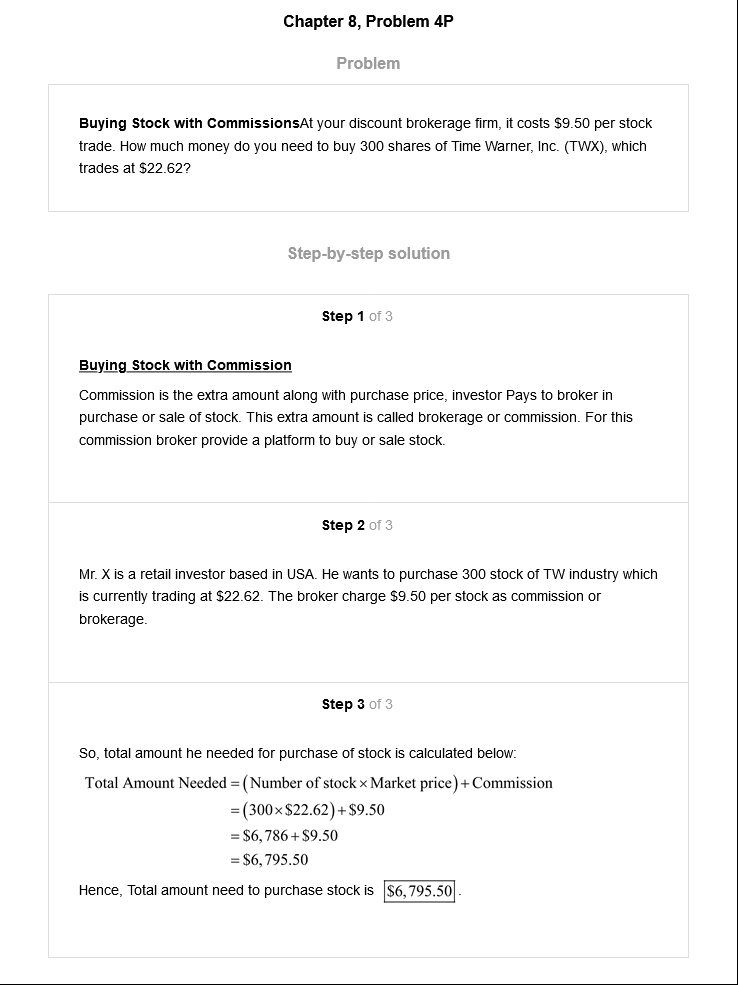 Chapter 8, Problem 4P
Problem
Buying Stock with CommissionsAt your discount brokerage firm, it costs $9.50 per stock
trade. How much money do you need to buy 300 shares of Time Warner, Inc. (TWX), which
trades at $22.62?
Step-by-step solution
Step 1 of 3
Buying Stock with Commission
Commission is the extra amount along with purchase price, investor Pays to broker in
purchase or sale of stock. This extra amount is called brokerage or commission. For this
commission broker provide a platform to buy or sale stock.
Step 2 of 3
Mr. X is a retail investor based in USA. He wants to purchase 300 stock of TW industry which
is currently trading at $22.62. The broker charge $9.50 per stock as commission or
brokerage.
Step 3 of 3
So, total amount he needed for purchase of stock is calculated below:
Total Amount Needed = (Number of stock × Market price) + Commission
= (300 × $22.62) + $9.50
= $6,786 + $9.50
= $6,795.50
Hence, Total amount need to purchase stock is $6,795.50.